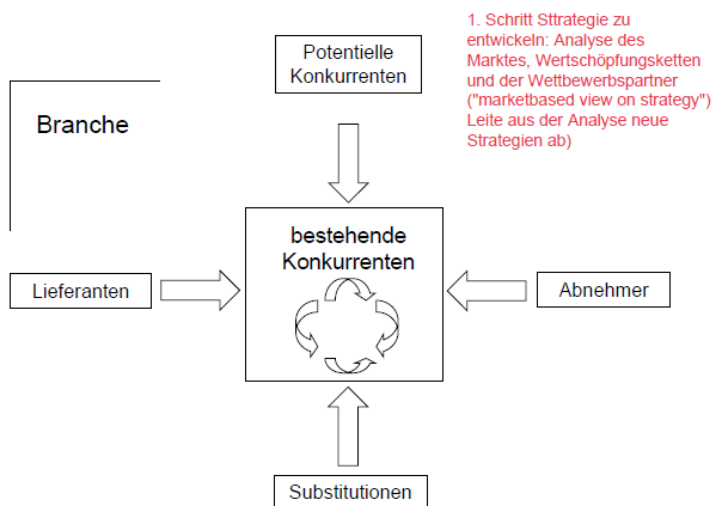 Potentielle
Konkurrenten
1. Schritt Sttrategie zu
entwickeln: Analyse des
Marktes, Wertschöpfungsketten
und der Wettbewerbspartner
("marketbased view on strategy")
Leite aus der Analyse neue
Strategien ab)
Branche
bestehende
Konkurrenten
Lieferanten
Abnehmer
Substitutionen